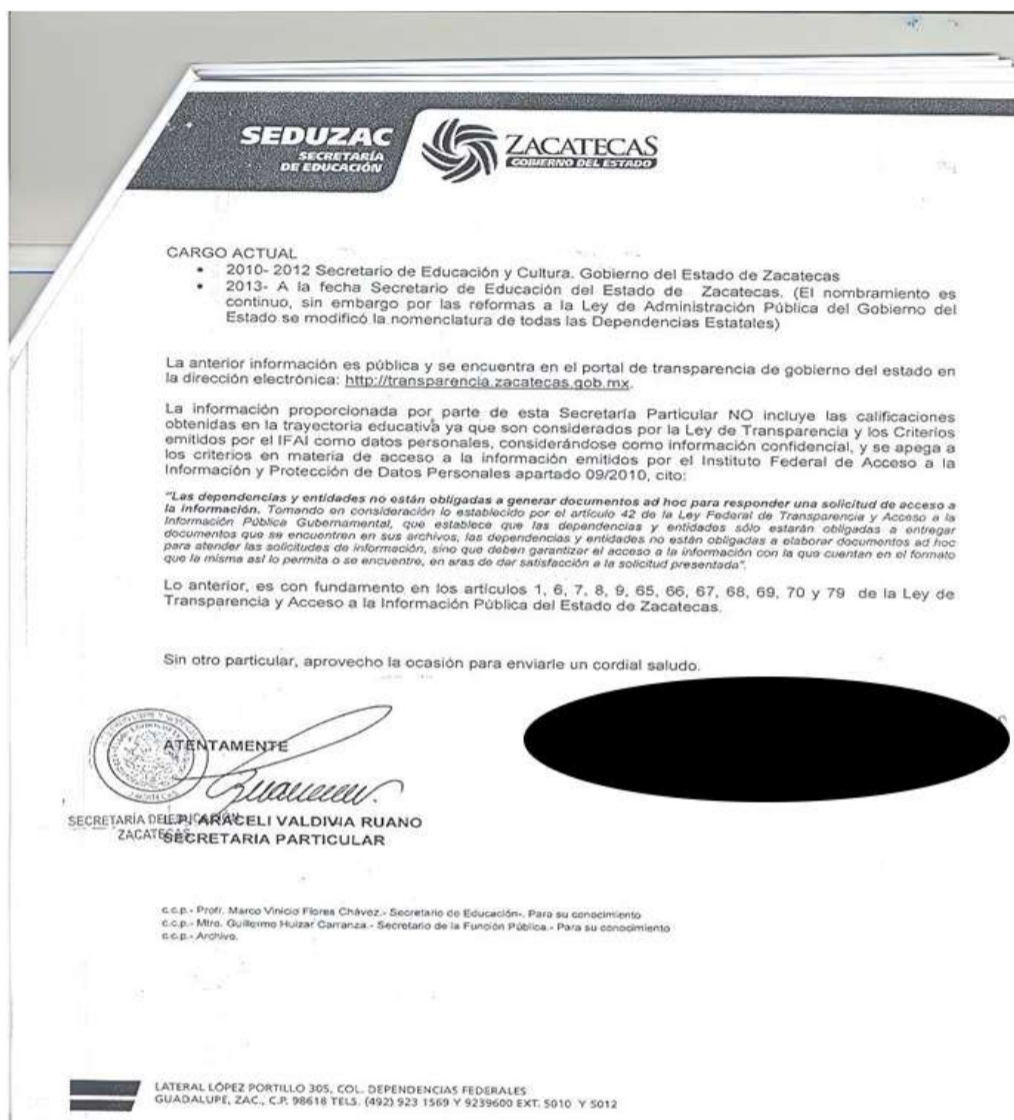 SEDUZAC
SECRETARÍA
DE EDUCACIÓN
ZACATECAS
GOBIERNO DEL ESTADO
CARGO ACTUAL
• 2010- 2012 Secretario de Educación y Cultura. Gobierno del Estado de Zacatecas
• 2013- A la fecha Secretario de Educación del Estado de Zacatecas. (El nombramiento es
continuo, sin embargo por las reformas a la Ley de Administración Pública del Gobierno del
Estado se modificó la nomenclatura de todas las Dependencias Estatales)
La anterior información es pública y se encuentra en el portal de transparencia de gobierno del estado en
la dirección electrónica: http://transparencia.zacatecas.gob.mx.
La información proporcionada por parte de esta Secretaría Particular NO incluye las calificaciones
obtenidas en la trayectoria educativa ya que son considerados por la Ley de Transparencia y los Criterios
emitidos por el IFAI como datos personales, considerándose como información confidencial, y se apega a
los criterios en materia de acceso a la información emitidos por el Instituto Federal de Acceso a la
Información y Protección de Datos Personales apartado 09/2010, cito:
"Las dependencias y entidades no están obligadas a generar documentos ad hoc para responder una solicitud de acceso a
la información. Tomando en consideración lo establecido por el artículo 42 de la Ley Federal de Transparencia y Acceso a la
Información Pública Gubernamental, que establece que las dependencias y entidades sólo estarán obligadas a entregar
documentos que se encuentren en sus archivos, las dependencias y entidades no están obligadas a elaborar documentos ad hoc
para atender las solicitudes de información, sino que deben garantizar el acceso a la información con la que cuentan en el formato
que la misma así lo permita o se encuentre, en aras de dar satisfacción a la solicitud presentada".
Lo anterior, es con fundamento en los artículos 1, 6, 7, 8, 9, 65, 66, 67, 68, 69, 70 y 79 de la Ley de
Transparencia y Acceso a la Información Pública del Estado de Zacatecas.
Sin otro particular, aprovecho la ocasión para enviarle un cordial saludo.
ATENTAMENTE
SECRETARÍA DE EDUCACIÓN
ZACATECAS
L.P. ARACELI VALDIVIA RUANO
SECRETARIA PARTICULAR
c.c.p.- Profr. Marco Vinicio Flores Chávez.- Secretario de Educación-. Para su conocimiento
c.c.p.- Mtro. Guillermo Huizar Carranza.- Secretario de la Función Pública.- Para su conocimiento
c.c.p.- Archivo.
LATERAL LÓPEZ PORTILLO 305, COL. DEPENDENCIAS FEDERALES
GUADALUPE, ZAC., C.P. 98618 TELS. (492) 923 1569 Y 9239600 EXT. 5010 Y 5012